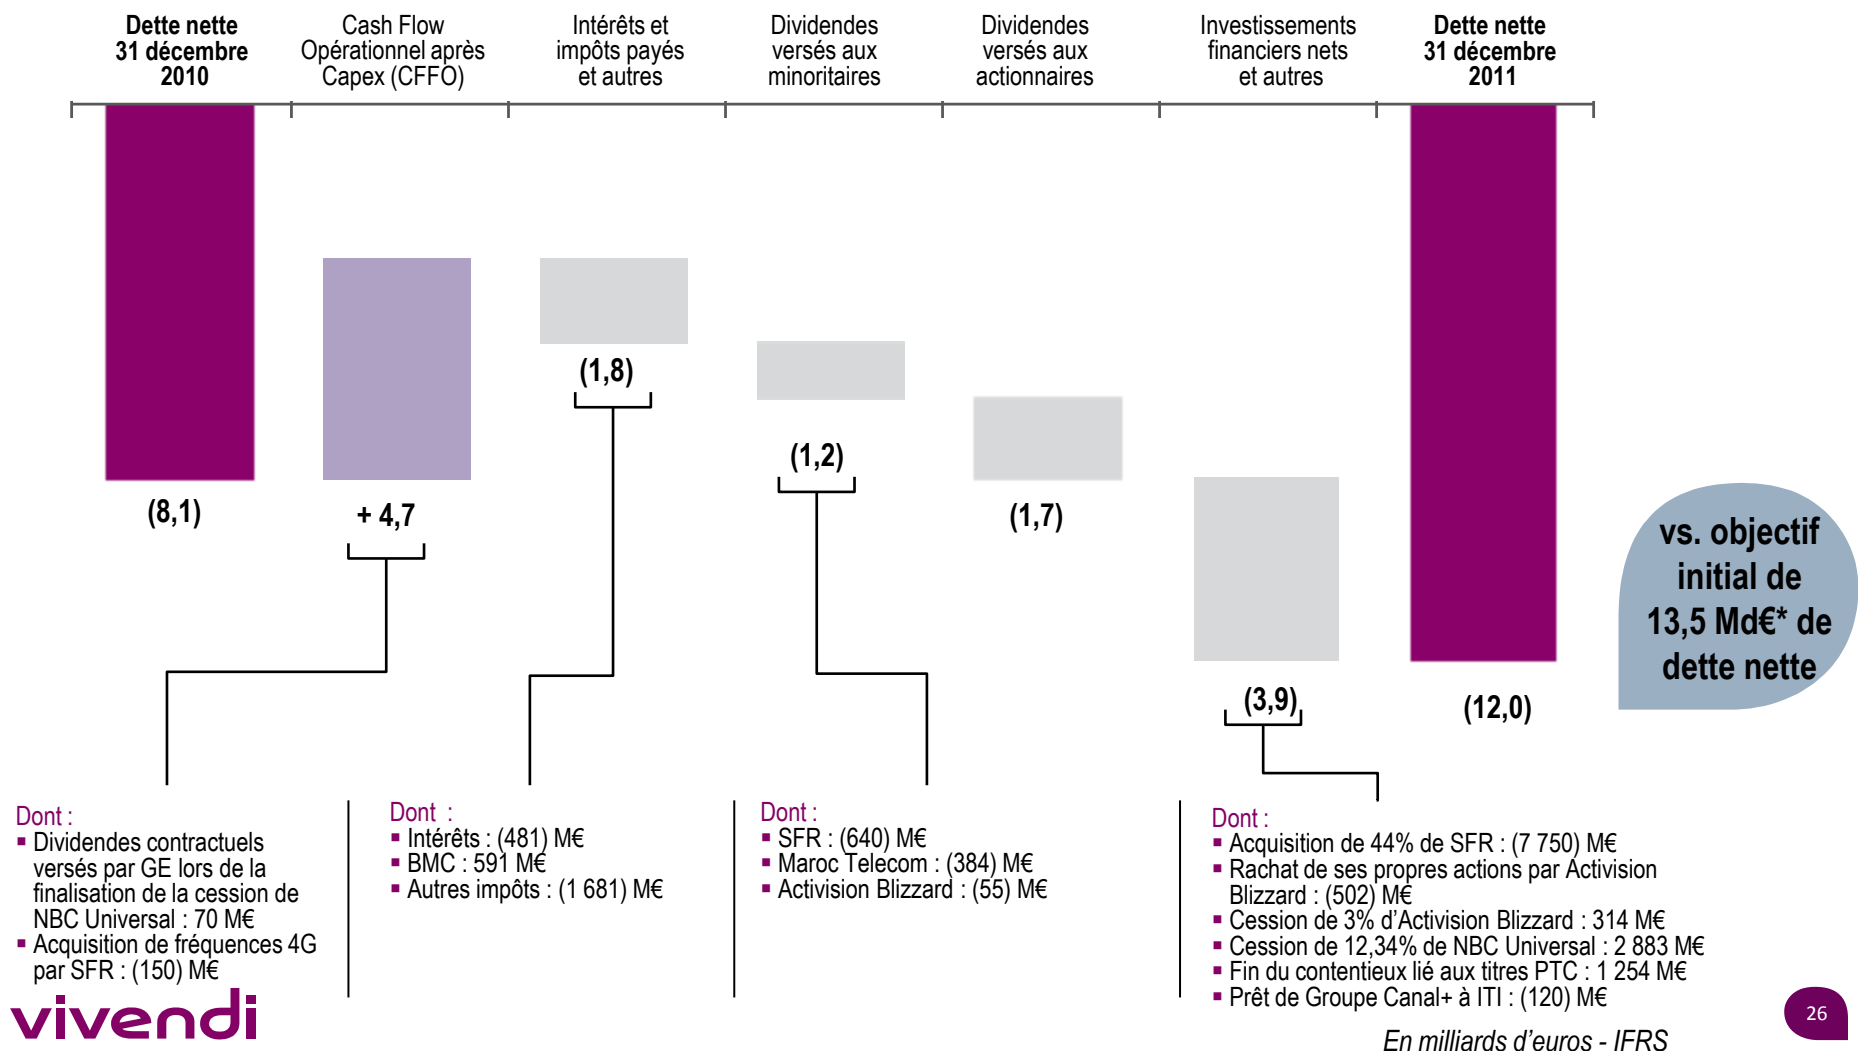 Dette nette
31 décembre
2010
Cash Flow
Opérationnel après
Capex (CFFO)
Intérêts et
impôts payés
et autres
Dividendes
versés aux
minoritaires
Dividendes
versés aux
actionnaires
Investissements
financiers nets
et autres
Dette nette
31 décembre
2011
(8,1)
+ 4,7
(1,8)
(1,2)
(1,7)
(3,9)
(12,0)
vs. objectif
initial de
13,5 Md€* de
dette nette
Dont :
▪ Dividendes contractuels
versés par GE lors de la
finalisation de la cession de
NBC Universal : 70 M€
▪ Acquisition de fréquences 4G
par SFR : (150) M€
Dont :
▪ Intérêts : (481) M€
▪ BMC : 591 M€
▪ Autres impôts : (1 681) M€
Dont :
▪ SFR : (640) M€
▪ Maroc Telecom : (384) M€
▪ Activision Blizzard : (55) M€
Dont :
▪ Acquisition de 44% de SFR : (7 750) M€
▪ Rachat de ses propres actions par Activision
Blizzard : (502) M€
▪ Cession de 3% d’Activision Blizzard : 314 M€
▪ Cession de 12,34% de NBC Universal : 2 883 M€
▪ Fin du contentieux lié aux titres PTC : 1 254 M€
▪ Prêt de Groupe Canal+ à ITI : (120) M€
vivendi
26
En milliards d’euros - IFRS